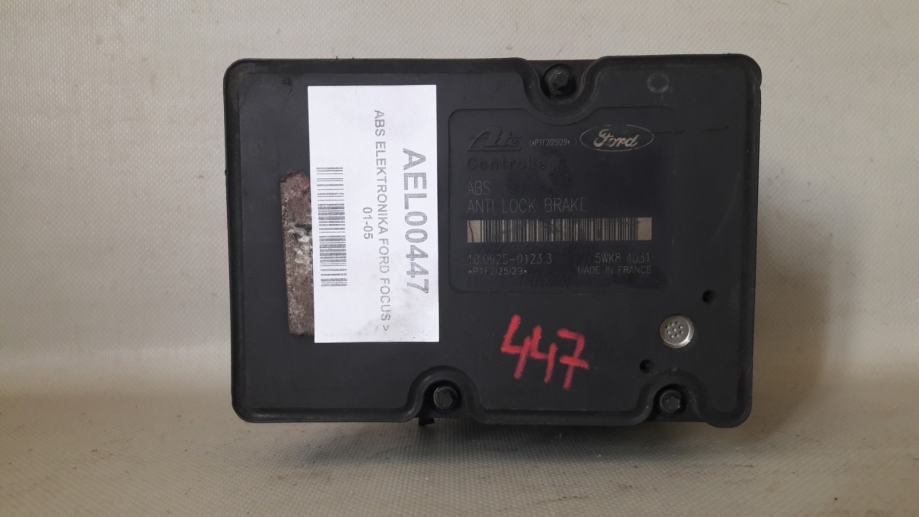 AEL00447
ABS ELEKTRONIKA FORD FOCUS >
01-05
Ate
Ford
Controller
ABS
ANTI LOCK BRAKE
10.0925-0123.3
5WK8 4031
MADE IN FRANCE
447